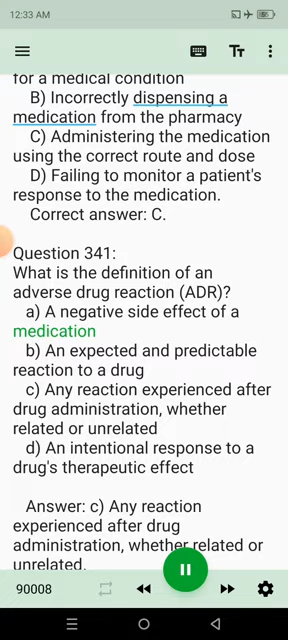 12:33 AM
for a medical condition
B) Incorrectly dispensing a
medication from the pharmacy
C) Administering the medication
using the correct route and dose
D) Failing to monitor a patient's
response to the medication.
Correct answer: C.
Question 341:
What is the definition of an
adverse drug reaction (ADR)?
a) A negative side effect of a
medication
b) An expected and predictable
reaction to a drug
c) Any reaction experienced after
drug administration, whether
related or unrelated
d) An intentional response to a
drug's therapeutic effect
Answer: c) Any reaction
experienced after drug
administration, whether related or
unrelated.
90008